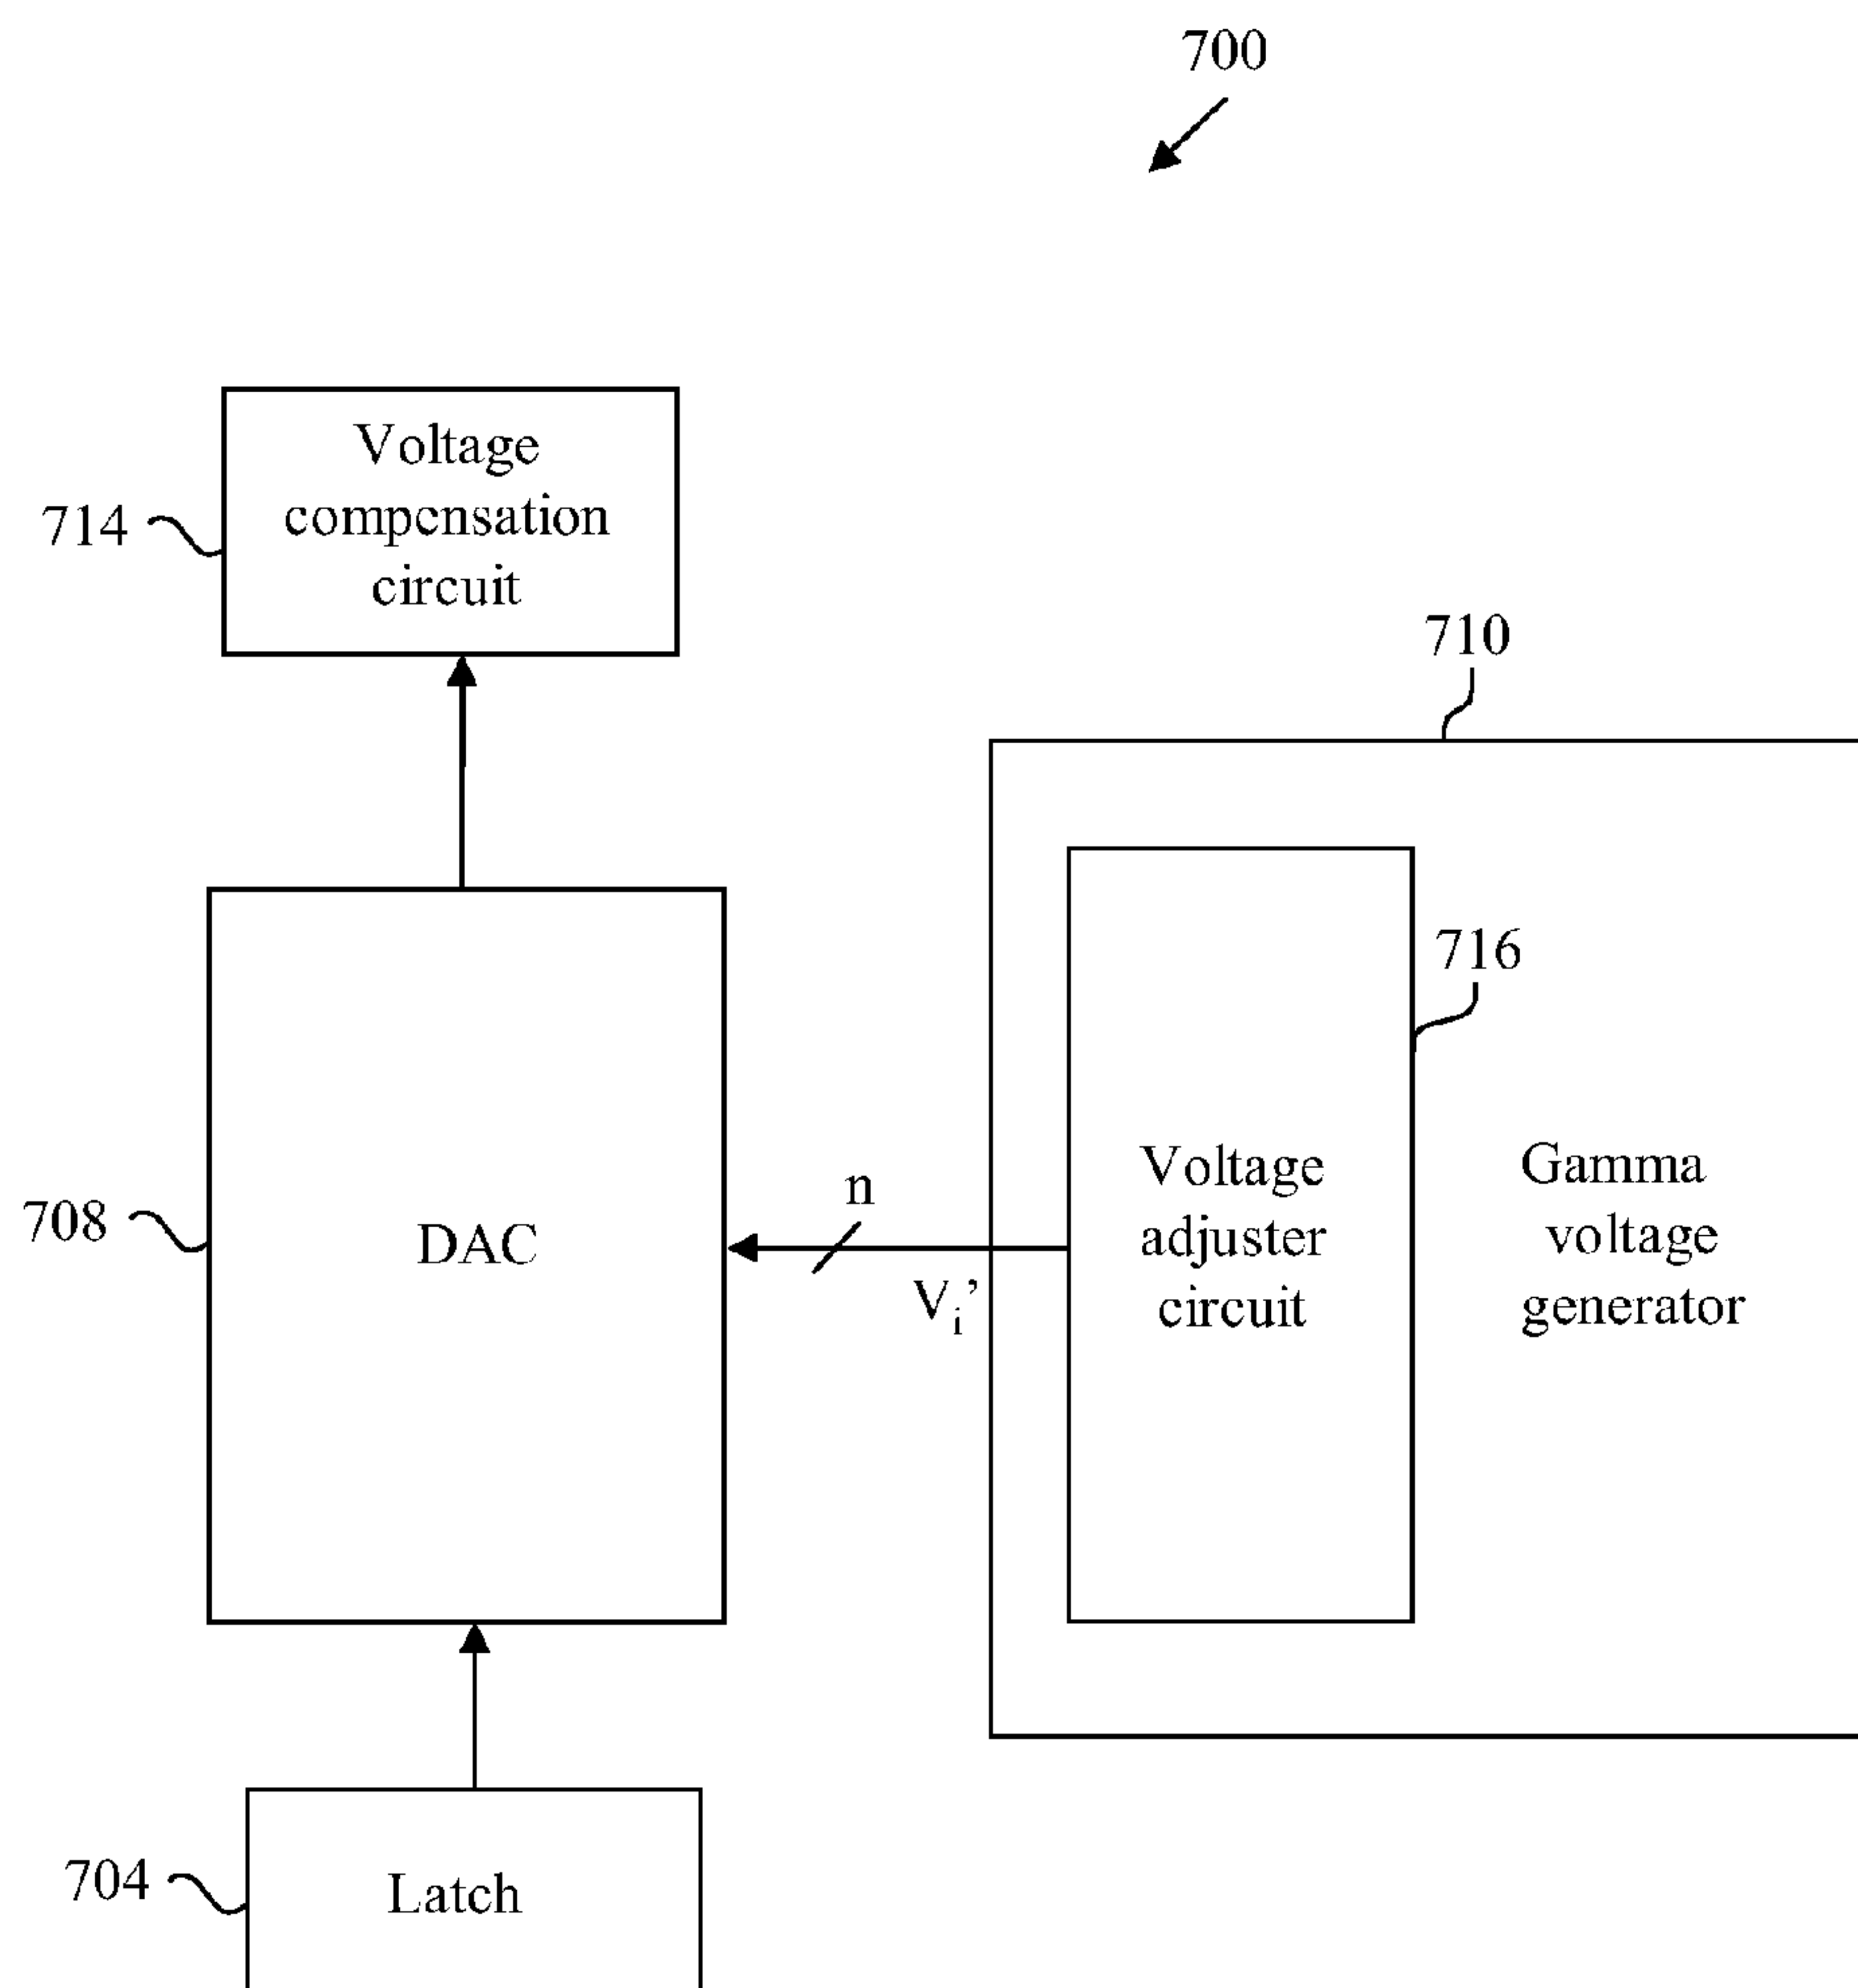 700
Voltage
compensation
circuit
714
710
716
Voltage
adjuster
circuit
Gamma
voltage
generator
n
Vi’
708
DAC
704
Latch